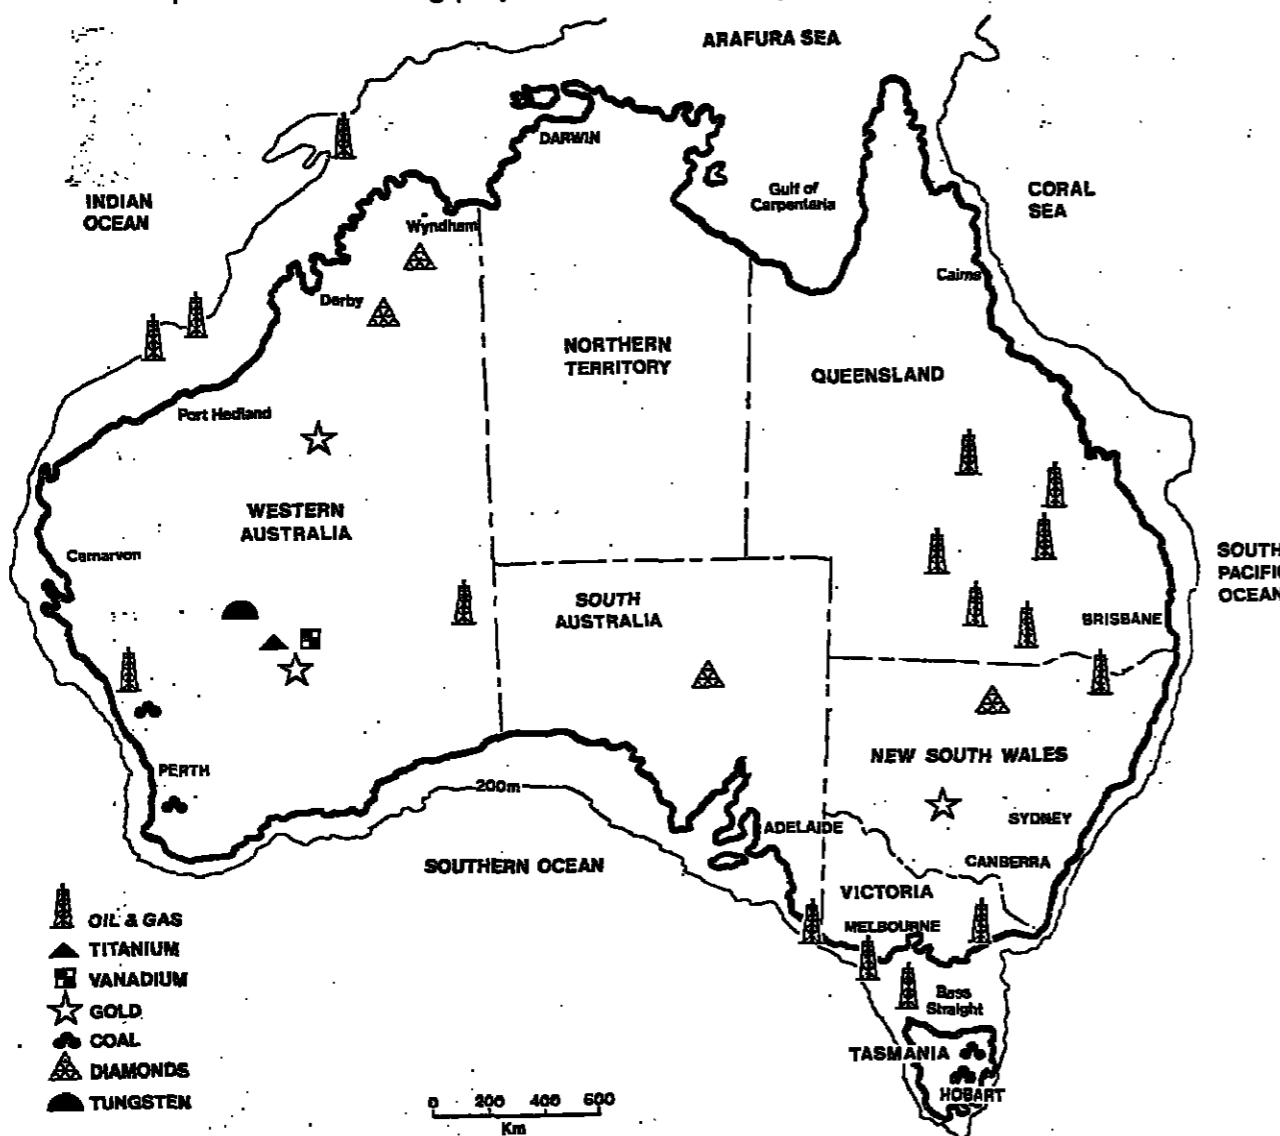 ARAFURA SEA
DARWIN
INDIAN
OCEAN
Gulf of
Carpentaria
CORAL
SEA
Wyndham
Cairns
Derby
NORTHERN
TERRITORY
QUEENSLAND
Port Hedland
WESTERN
AUSTRALIA
Carnarvon
SOUTH
PACIFIC
OCEAN
SOUTH
AUSTRALIA
BRISBANE
NEW SOUTH WALES
PERTH
200m
SYDNEY
ADELAIDE
CANBERRA
SOUTHERN OCEAN
VICTORIA
MELBOURNE
OIL & GAS
TITANIUM
VANADIUM
GOLD
COAL
DIAMONDS
TUNGSTEN
Bass
Straight
TASMANIA
HOBART
0 200 400 600
Km